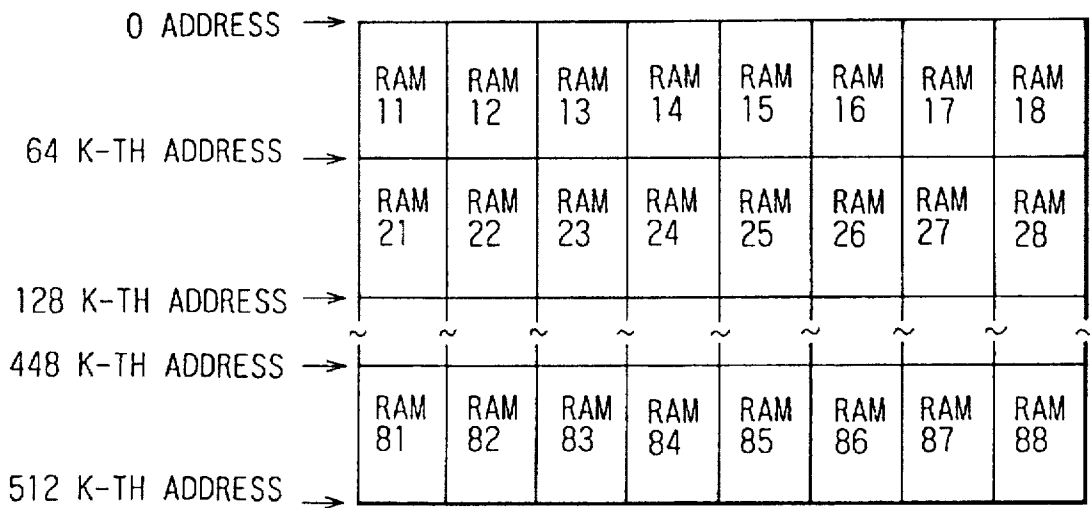 0 ADDRESS
RAM 11 RAM 12 RAM 13 RAM 14 RAM 15 RAM 16 RAM 17 RAM 18
64 K-TH ADDRESS
RAM 21 RAM 22 RAM 23 RAM 24 RAM 25 RAM 26 RAM 27 RAM 28
128 K-TH ADDRESS
448 K-TH ADDRESS
RAM 81 RAM 82 RAM 83 RAM 84 RAM 85 RAM 86 RAM 87 RAM 88
512 K-TH ADDRESS